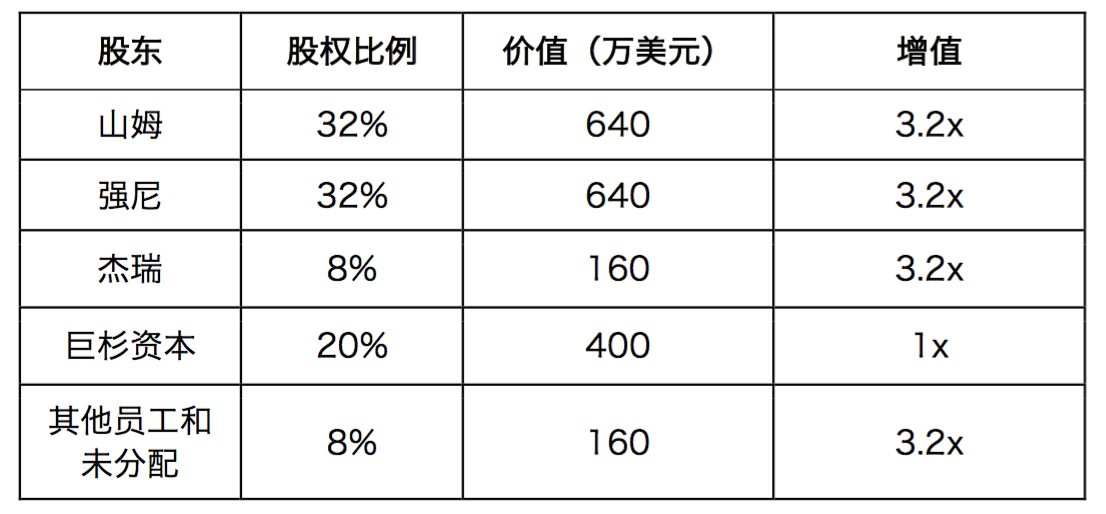 股东 股权比例 价值（万美元） 增值
山姆 32% 640 3.2x
强尼 32% 640 3.2x
杰瑞 8% 160 3.2x
巨杉资本 20% 400 1x
其他员工和
未分配 8% 160 3.2x